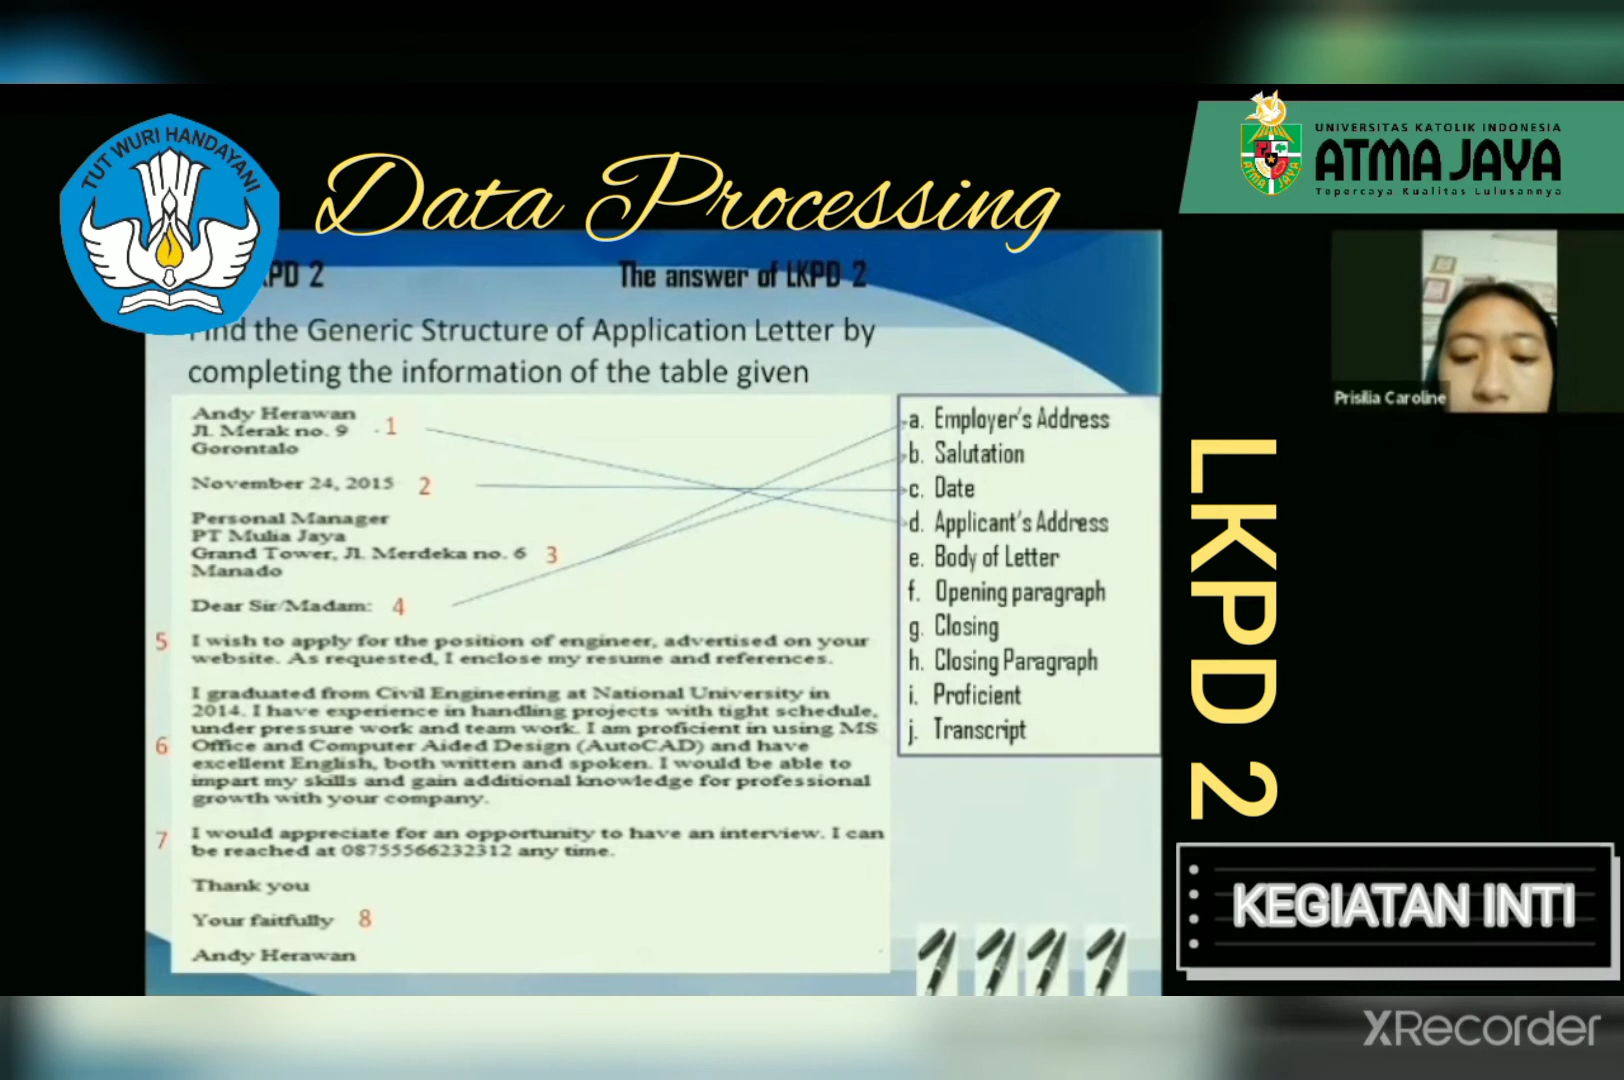 TUT WURI HANDAYANI
Data Processing
UNIVERSITAS KATOLIK INDONESIA
ATMA JAYA
Tepercaya Kualitas Lulusannya
ATMA JAYA
PD 2
The answer of LKPD 2
Find the Generic Structure of Application Letter by
completing the information of the table given
Andy Herawan
Jl. Merak no. 9 1
Gorontalo
November 24, 2015 2
Personal Manager
PT Mulia Jaya
Grand Tower, Jl. Merdeka no. 6 3
Manado
Dear Sir/Madam: 4
5 I wish to apply for the position of engineer, advertised on your
website. As requested, I enclose my resume and references.
I graduated from Civil Engineering at National University in
2014. I have experience in handling projects with tight schedule,
under pressure work and team work. I am proficient in using MS
6 Office and Computer Aided Design (AutoCAD) and have
excellent English, both written and spoken. I would be able to
impart my skills and gain additional knowledge for professional
growth with your company.
7 I would appreciate for an opportunity to have an interview. I can
be reached at 08755566232312 any time.
Thank you
Your faitfully 8
Andy Herawan
a. Employer's Address
b. Salutation
c. Date
d. Applicant's Address
e. Body of Letter
f. Opening paragraph
g. Closing
h. Closing Paragraph
i. Proficient
j. Transcript
Prisilia Caroline
LKPD 2
KEGIATAN INTI
XRecorder